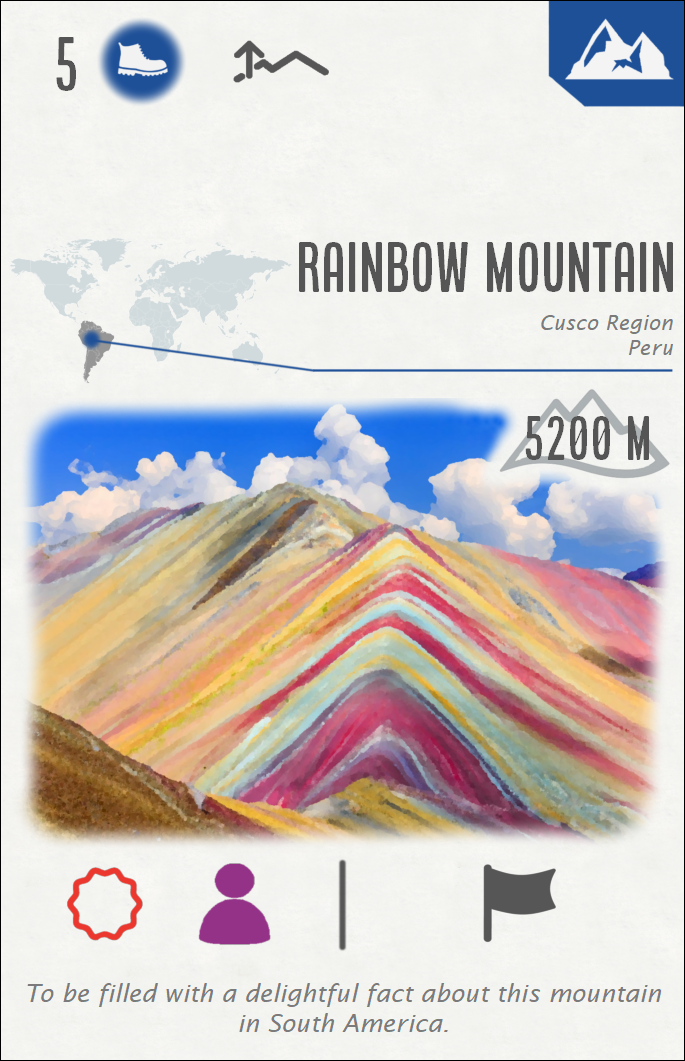 5
RAINBOW MOUNTAIN
Cusco Region
Peru
5200 M
To be filled with a delightful fact about this mountain
in South America.